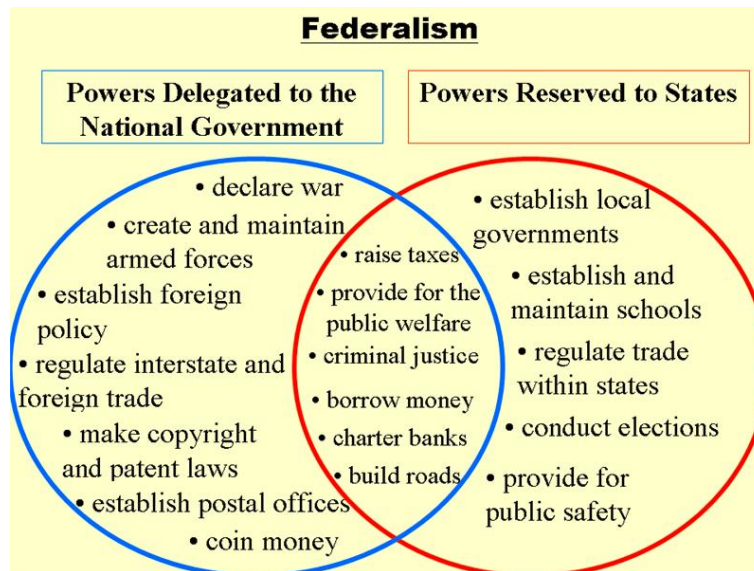 Federalism
Powers Delegated to the
National Government
Powers Reserved to States
• declare war
• create and maintain
armed forces
• establish foreign
policy
• regulate interstate and
foreign trade
• make copyright
and patent laws
• establish postal offices
• coin money
• raise taxes
• provide for the
public welfare
• criminal justice
• borrow money
• charter banks
• build roads
• establish local
governments
• establish and
maintain schools
• regulate trade
within states
• conduct elections
• provide for
public safety